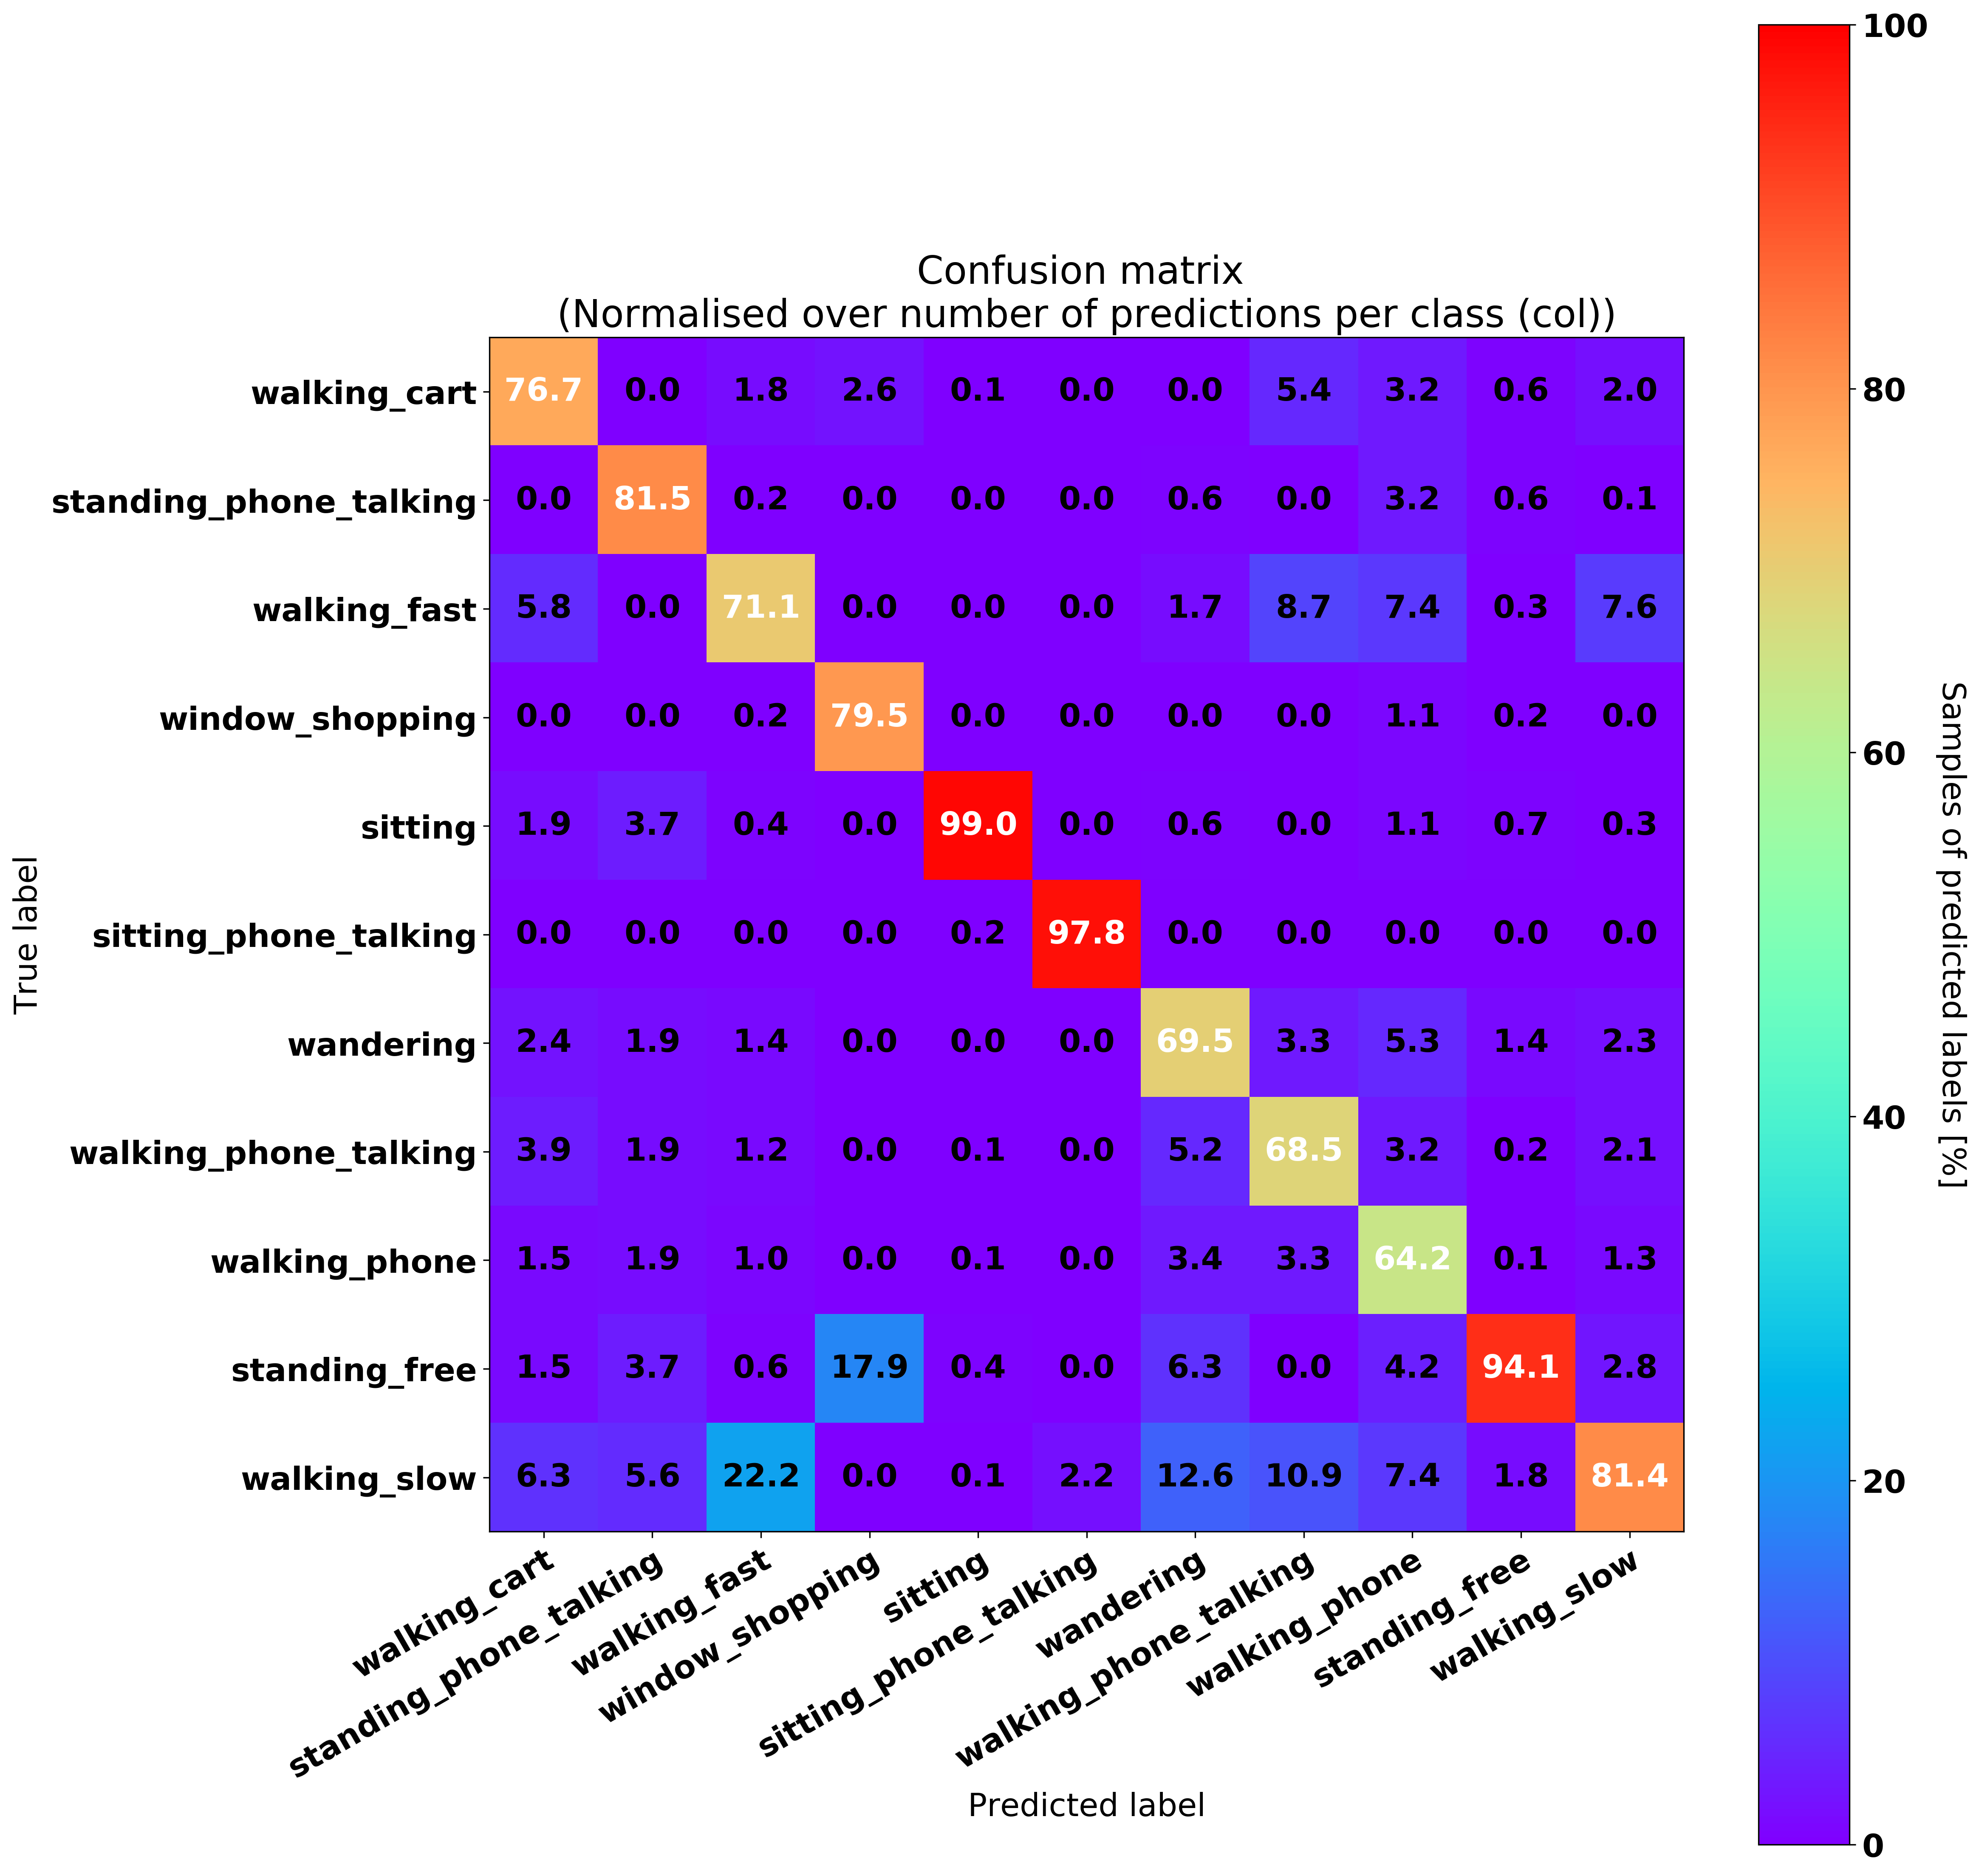 Confusion matrix
(Normalised over number of predictions per class (col))
True label
walking_cart 76.7 0.0 1.8 2.6 0.1 0.0 0.0 5.4 3.2 0.6 2.0
standing_phone_talking 0.0 81.5 0.2 0.0 0.0 0.0 0.6 0.0 3.2 0.6 0.1
walking_fast 5.8 0.0 71.1 0.0 0.0 0.0 1.7 8.7 7.4 0.3 7.6
window_shopping 0.0 0.0 0.2 79.5 0.0 0.0 0.0 0.0 1.1 0.2 0.0
sitting 1.9 3.7 0.4 0.0 99.0 0.0 0.6 0.0 1.1 0.7 0.3
sitting_phone_talking 0.0 0.0 0.0 0.0 0.2 97.8 0.0 0.0 0.0 0.0 0.0
wandering 2.4 1.9 1.4 0.0 0.0 0.0 69.5 3.3 5.3 1.4 2.3
walking_phone_talking 3.9 1.9 1.2 0.0 0.1 0.0 5.2 68.5 3.2 0.2 2.1
walking_phone 1.5 1.9 1.0 0.0 0.1 0.0 3.4 3.3 64.2 0.1 1.3
standing_free 1.5 3.7 0.6 17.9 0.4 0.0 6.3 0.0 4.2 94.1 2.8
walking_slow 6.3 5.6 22.2 0.0 0.1 2.2 12.6 10.9 7.4 1.8 81.4
walking_cart
standing_phone_talking
walking_fast
window_shopping
sitting
sitting_phone_talking
wandering
walking_phone_talking
walking_phone
standing_free
walking_slow
Predicted label
100
80
60
40
20
0
Samples of predicted labels [%]